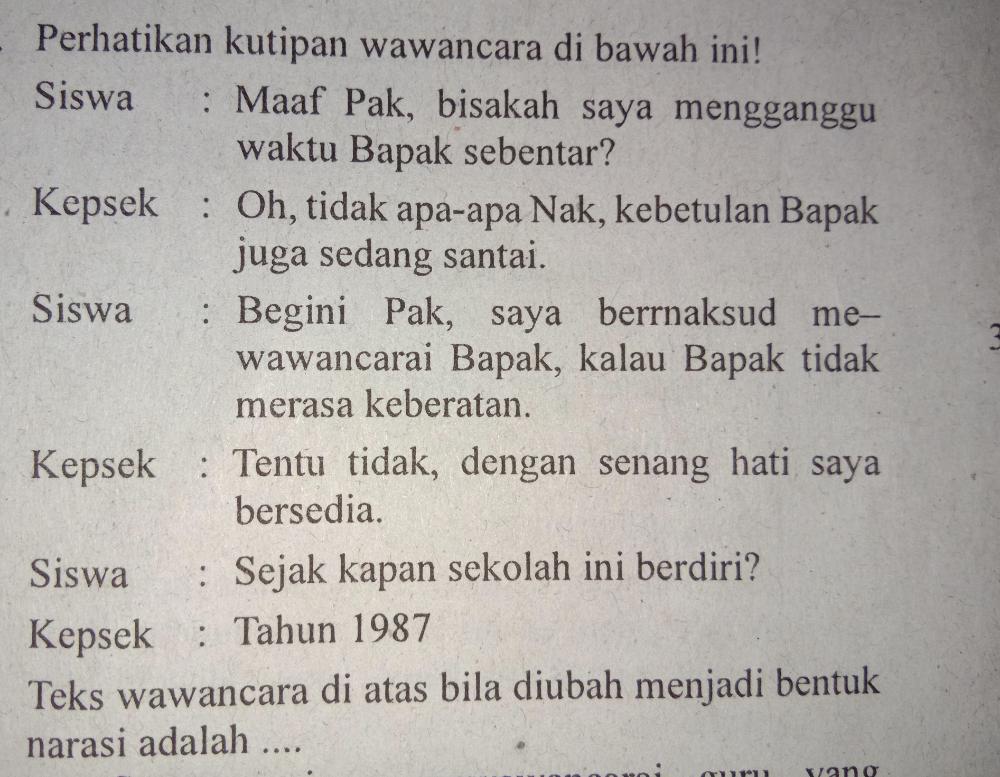 Perhatikan kutipan wawancara di bawah ini!
Siswa : Maaf Pak, bisakah saya mengganggu
waktu Bapak sebentar?
Kepsek : Oh, tidak apa-apa Nak, kebetulan Bapak
juga sedang santai.
Siswa : Begini Pak, saya berrnaksud me–
wawancarai Bapak, kalau Bapak tidak
merasa keberatan.
Kepsek : Tentu tidak, dengan senang hati saya
bersedia.
Siswa : Sejak kapan sekolah ini berdiri?
Kepsek : Tahun 1987
Teks wawancara di atas bila diubah menjadi bentuk
narasi adalah ....
guru yang